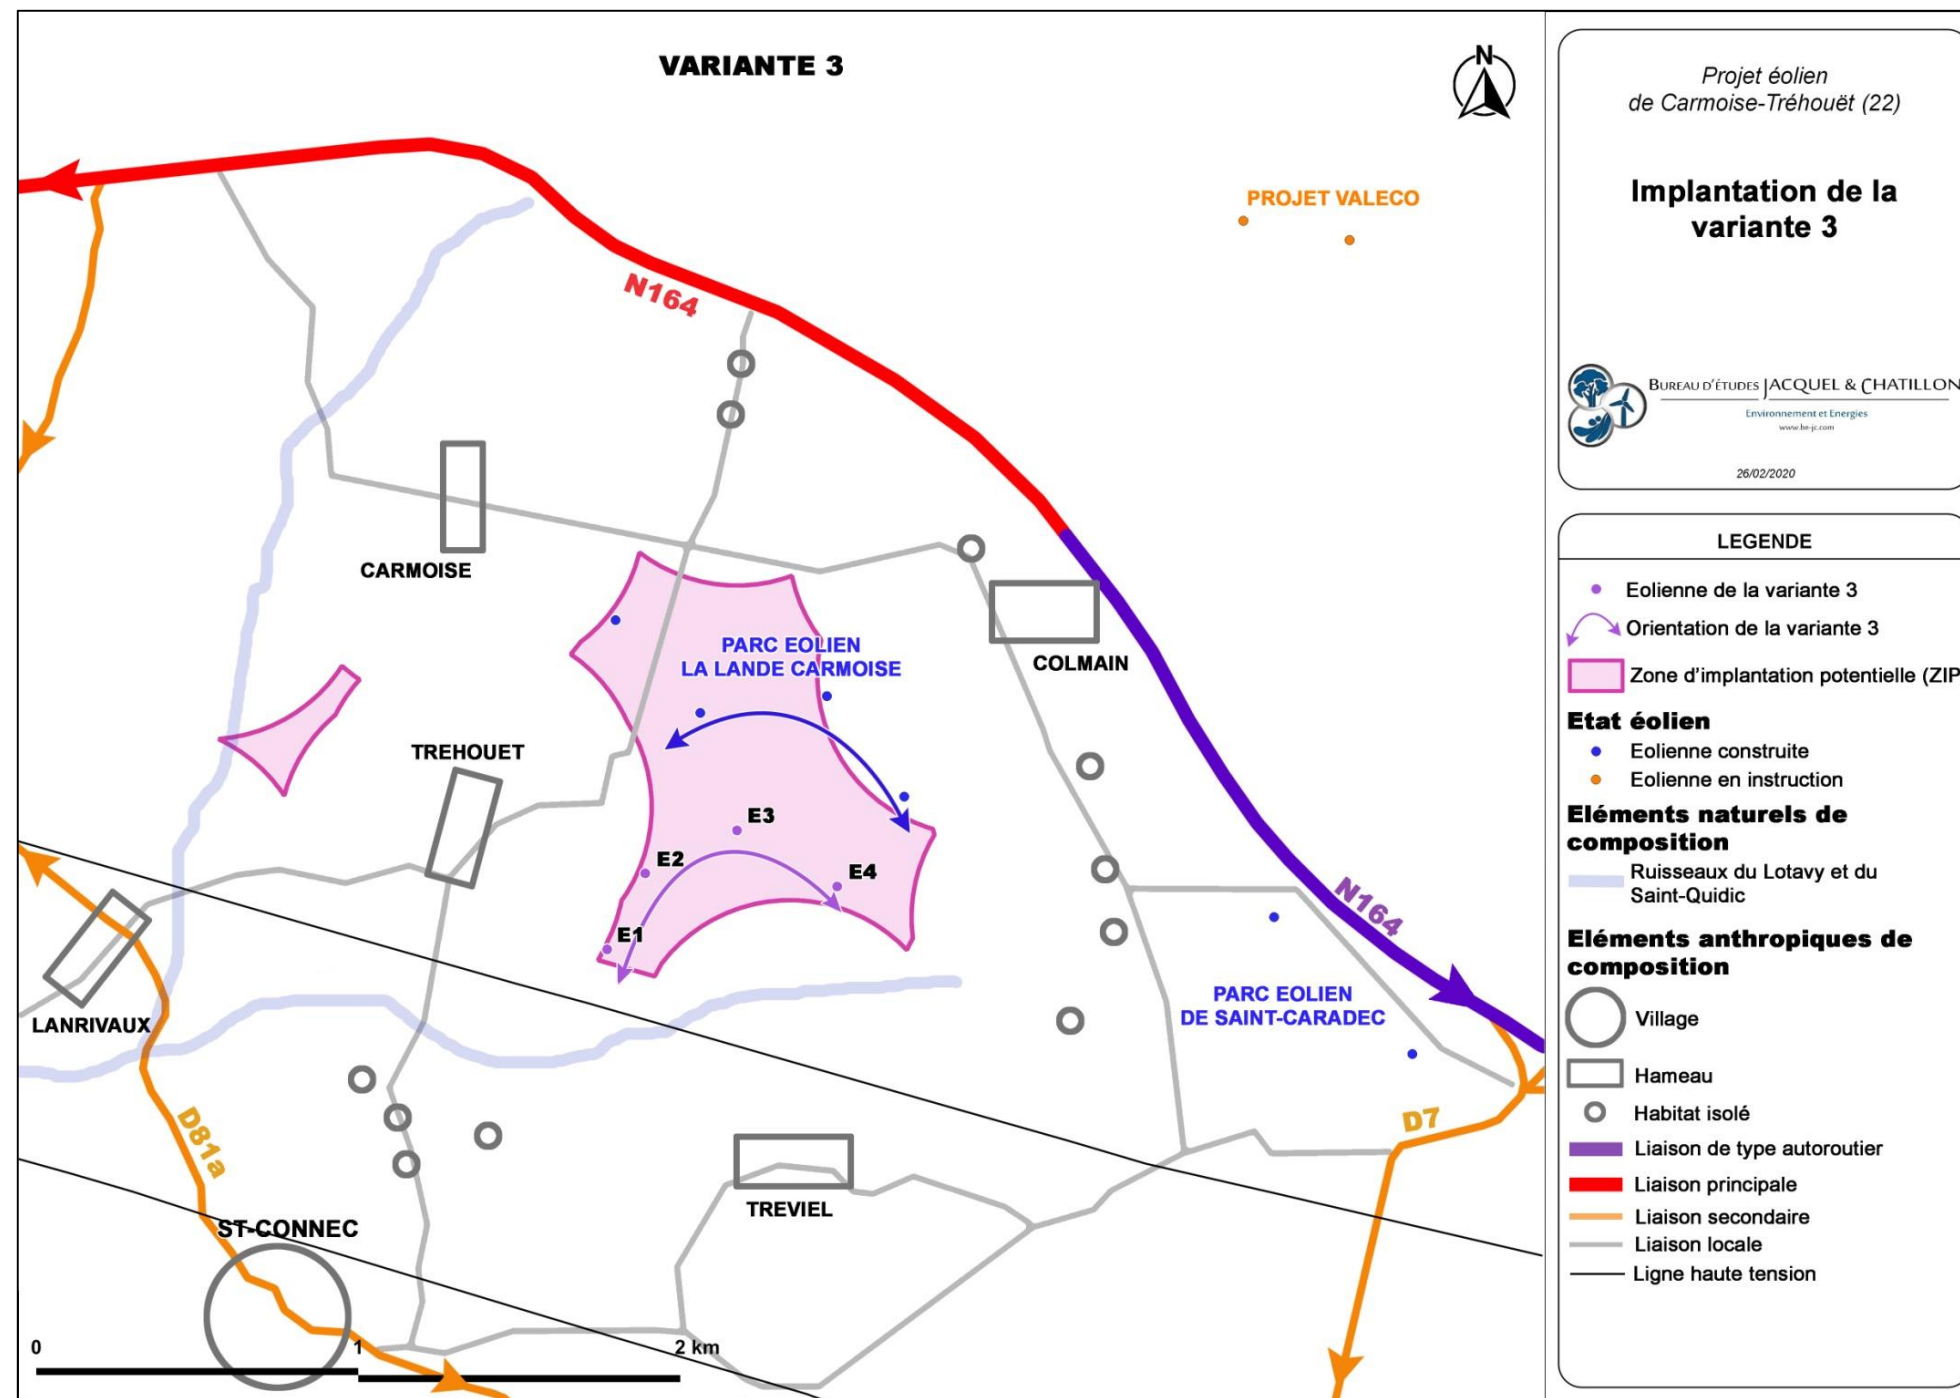 VARIANTE 3
N
PROJET VALECO
N164
CARMOISE
PARC EOLIEN
LA LANDE CARMOISE
COLMAIN
TREHOUET
E3
E2
E4
E1
N164
LANRIVAUX
PARC EOLIEN
DE SAINT-CARADEC
D81a
D7
TREVIEL
ST-CONNEC
0 1 2 km
Projet éolien
de Carmoise-Tréhouët (22)
Implantation de la
variante 3
BUREAU D'ÉTUDES JACQUEL & CHATILLON
Environnement et Energies
www.be-jc.com
26/02/2020
LEGENDE
Eolienne de la variante 3
Orientation de la variante 3
Zone d'implantation potentielle (ZIP
Etat éolien
Eolienne construite
Eolienne en instruction
Eléments naturels de
composition
Ruisseaux du Lotavy et du
Saint-Quidic
Eléments anthropiques de
composition
Village
Hameau
Habitat isolé
Liaison de type autoroutier
Liaison principale
Liaison secondaire
Liaison locale
Ligne haute tension